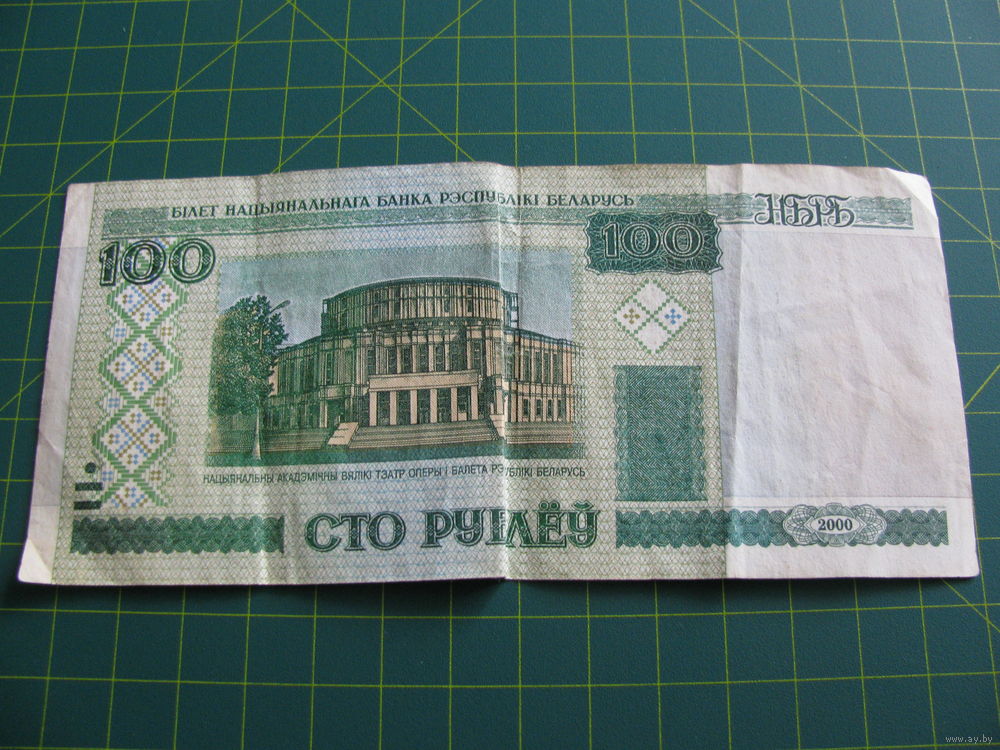 БІЛЕТ НАЦЫЯНАЛЬНАГА БАНКА РЭСПУБЛІКІ БЕЛАРУСЬ
НБРБ
100
100
НАЦЫЯНАЛЬНЫ АКАДЭМІЧНЫ ВЯЛІКІ ТЭАТР ОПЕРЫ І БАЛЕТА РЭСПУБЛІКІ БЕЛАРУСЬ
СТО РУБЛЁЎ
2000
www.ay.by